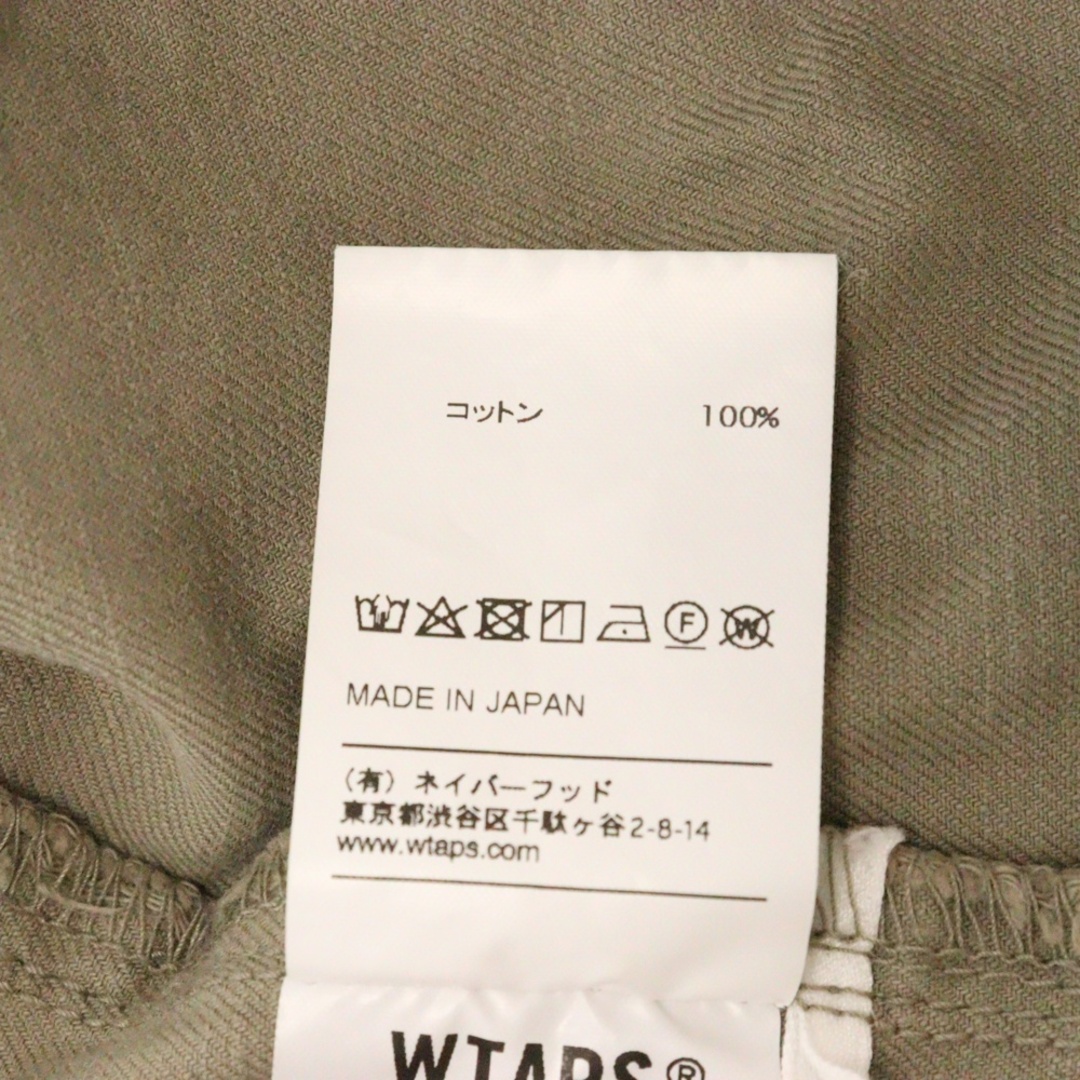 コットン 100%
F W
MADE IN JAPAN
（有）ネイバーフッド
東京都渋谷区千駄ヶ谷2-8-14
www.wtaps.com
WTAPS®